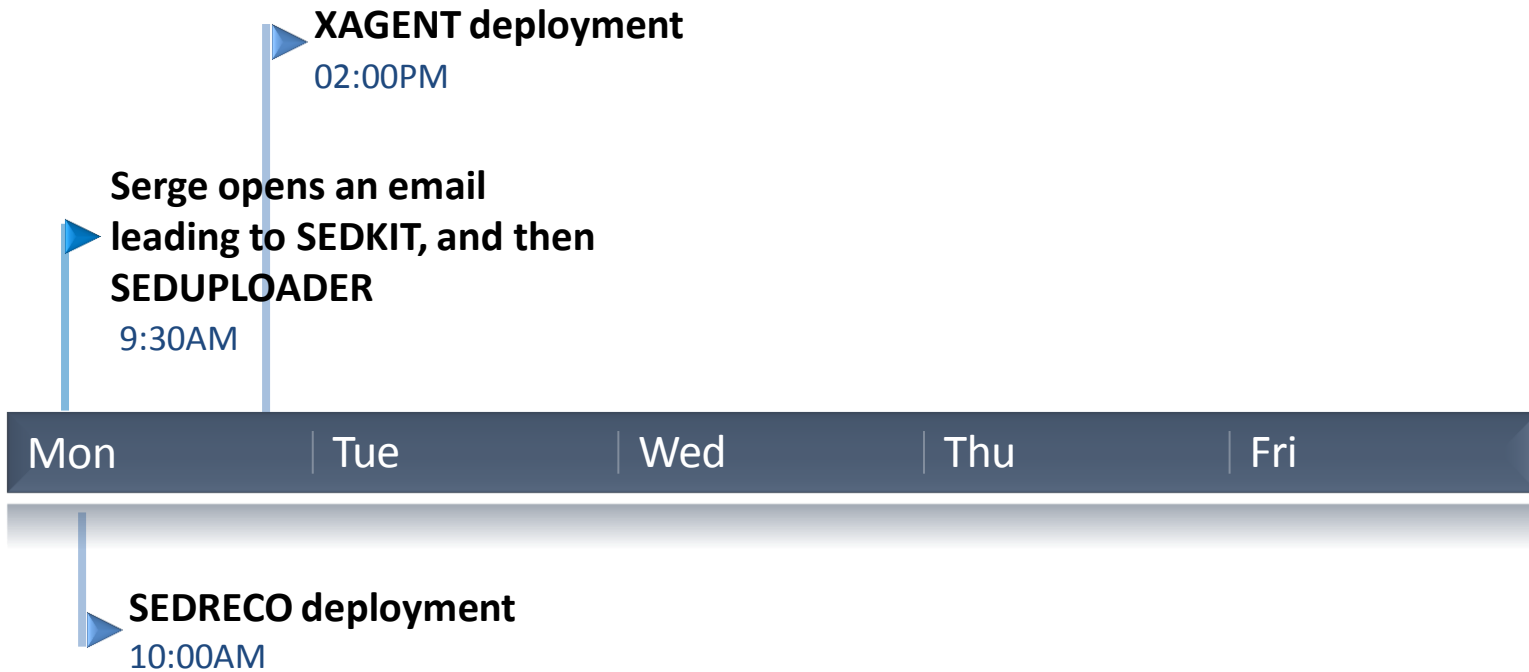 XAGENT deployment
02:00PM
Serge opens an email
leading to SEDKIT, and then
SEDUPLOADER
9:30AM
Mon Tue Wed Thu Fri
SEDRECO deployment
10:00AM